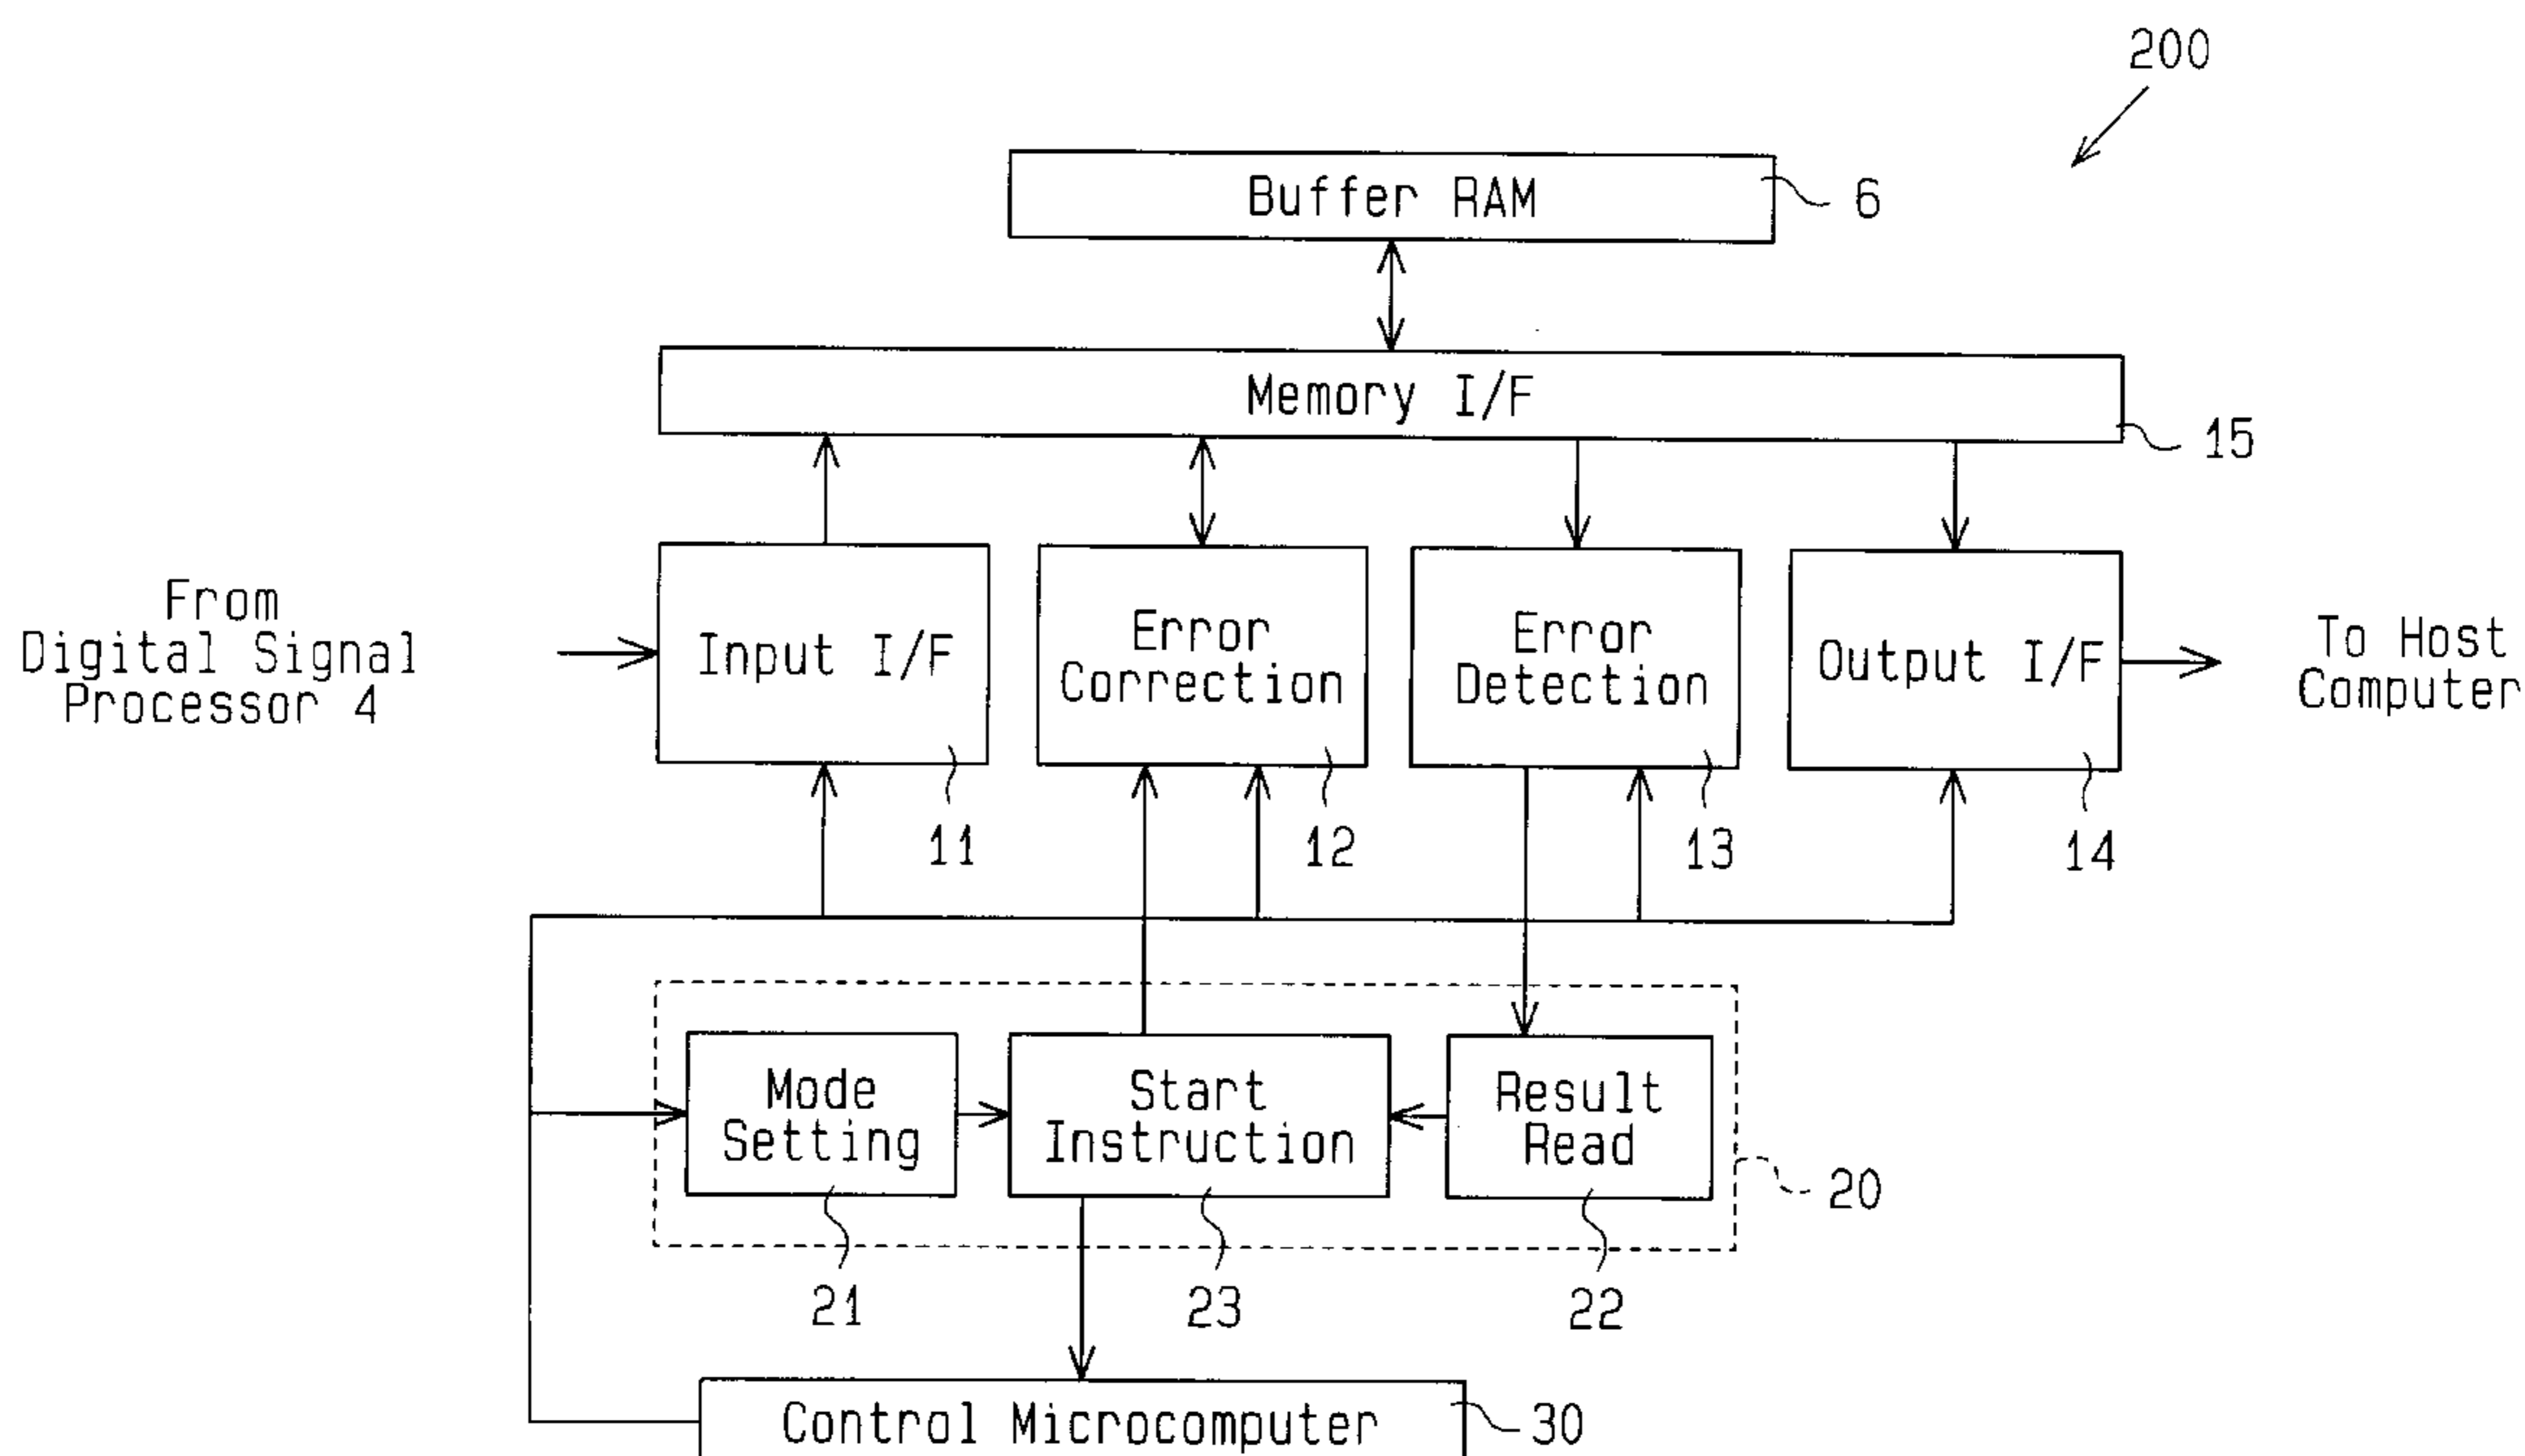 200
Buffer RAM
6
Memory I/F
15
From
Digital Signal
Processor 4
Input I/F
Error
Correction
Error
Detection
Output I/F
To Host
Computer
11
12
13
14
Mode
Setting
Start
Instruction
Result
Read
20
21
23
22
Control Microcomputer
30